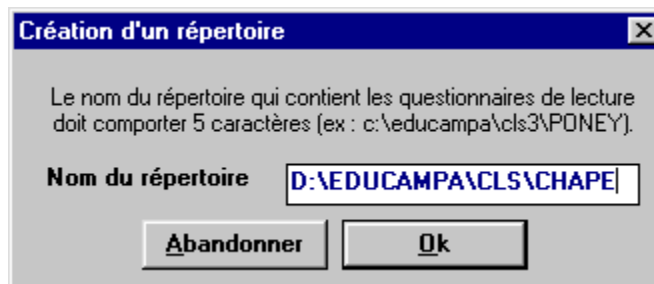 Création d'un répertoire
Le nom du répertoire qui contient les questionnaires de lecture
doit comporter 5 caractères (ex : c:\educampa\cls3\PONEY).
Nom du répertoire D:\EDUCAMPA\CLS\CHAPE
Abandonner Ok